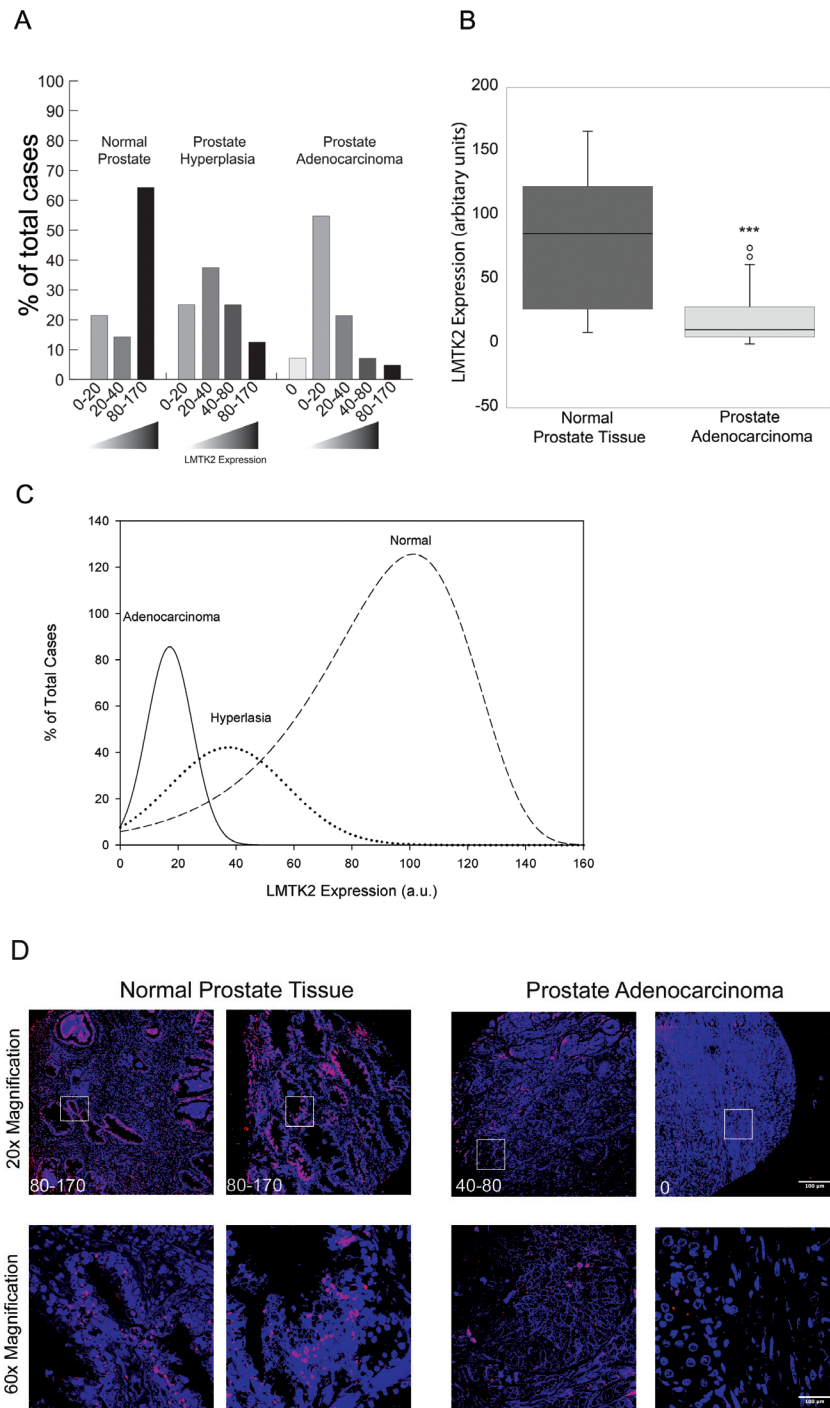 A
100
90
80
70
60
50
40
30
20
10
0
% of total cases
Normal
Prostate
Prostate
Hyperplasia
Prostate
Adenocarcinoma
0-20
20-40
80-170
0-20
20-40
40-80
80-170
0
0-20
20-40
40-80
80-170
LMTK2 Expression
B
200
150
100
50
0
-50
LMTK2 Expression (arbitary units)
***
Normal
Prostate Tissue
Prostate
Adenocarcinoma
C
140
120
100
80
60
40
20
0
% of Total Cases
Normal
Adenocarcinoma
Hyperlasia
0 20 40 60 80 100 120 140 160
LMTK2 Expression (a.u.)
D
Normal Prostate Tissue
Prostate Adenocarcinoma
20x Magnification
80-170
80-170
40-80
0
100 µm
60x Magnification
100 µm